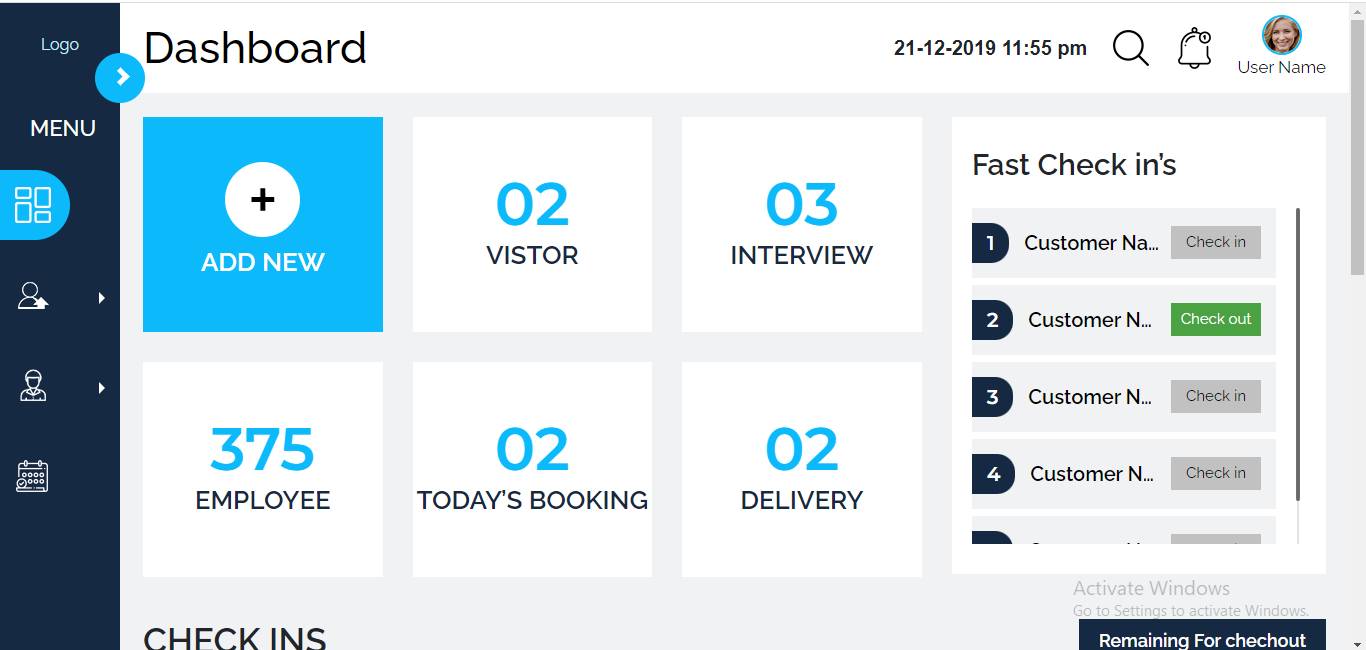 Logo
Dashboard
21-12-2019 11:55 pm
User Name
MENU
ADD NEW
02
VISTOR
03
INTERVIEW
375
EMPLOYEE
02
TODAY'S BOOKING
02
DELIVERY
Fast Check in's
1 Customer Na... Check in
2 Customer N... Check out
3 Customer N... Check in
4 Customer N... Check in
Activate Windows
Go to Settings to activate Windows.
CHECK INS
Remaining For chechout